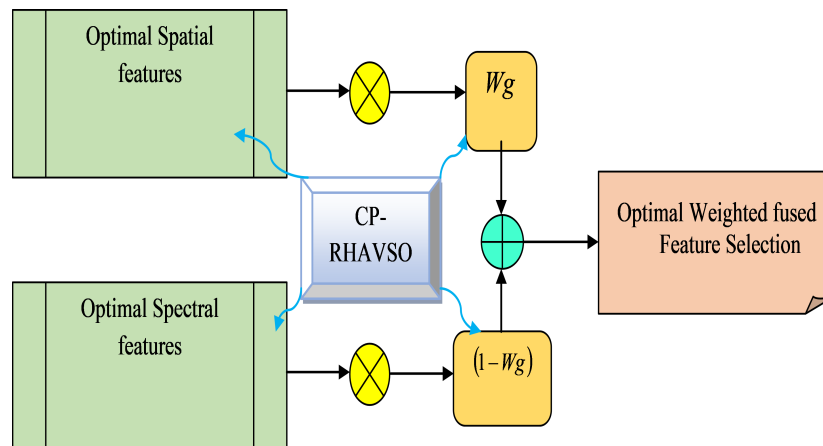 Optimal Spatial
features
Wg
CP-
RHAVSO
Optimal Weighted fused
Feature Selection
Optimal Spectral
features
(1−Wg)